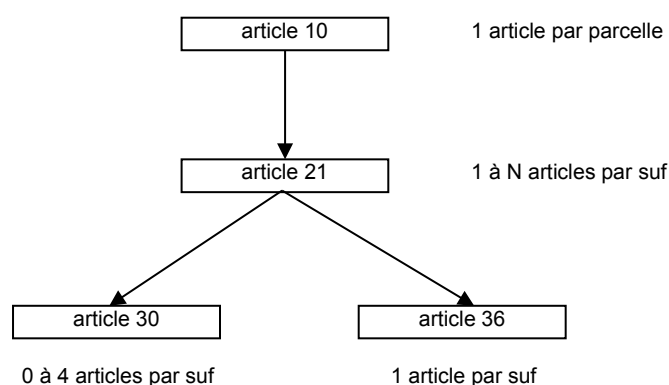 article 10
1 article par parcelle
article 21
1 à N articles par suf
article 30
article 36
0 à 4 articles par suf
1 article par suf